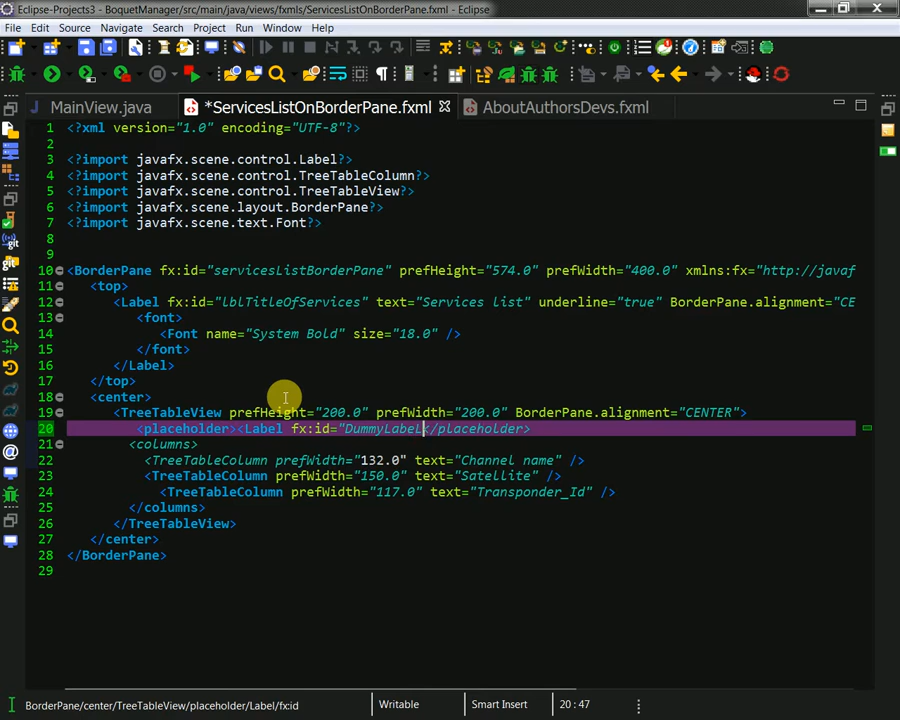 Eclipse-Projects3 - BoquetManager/src/main/java/views/fxmls/ServicesListOnBorderPane.fxml - Eclipse
File Edit Source Navigate Search Project Run Window Help
MainView.java *ServicesListOnBorderPane.fxml AboutAuthorsDevs.fxml
1 <?xml version="1.0" encoding="UTF-8"?>
2
3 <?import javafx.scene.control.Label?>
4 <?import javafx.scene.control.TreeTableColumn?>
5 <?import javafx.scene.control.TreeTableView?>
6 <?import javafx.scene.layout.BorderPane?>
7 <?import javafx.scene.text.Font?>
8
9
10 <BorderPane fx:id="servicesListBorderPane" prefHeight="574.0" prefWidth="400.0" xmlns:fx="http://javaf
11 <top>
12 <Label fx:id="lblTitleOfServices" text="Services list" underline="true" BorderPane.alignment="CE
13 <font>
14 <Font name="System Bold" size="18.0" />
15 </font>
16 </Label>
17 </top>
18 <center>
19 <TreeTableView prefHeight="200.0" prefWidth="200.0" BorderPane.alignment="CENTER">
20 <placeholder><Label fx:id="DummyLabel</placeholder>
21 <columns>
22 <TreeTableColumn prefWidth="132.0" text="Channel name" />
23 <TreeTableColumn prefWidth="150.0" text="Satellite" />
24 <TreeTableColumn prefWidth="117.0" text="Transponder_Id" />
25 </columns>
26 </TreeTableView>
27 </center>
28 </BorderPane>
29
BorderPane/center/TreeTableView/placeholder/Label/fxid Writable Smart Insert 20 : 47